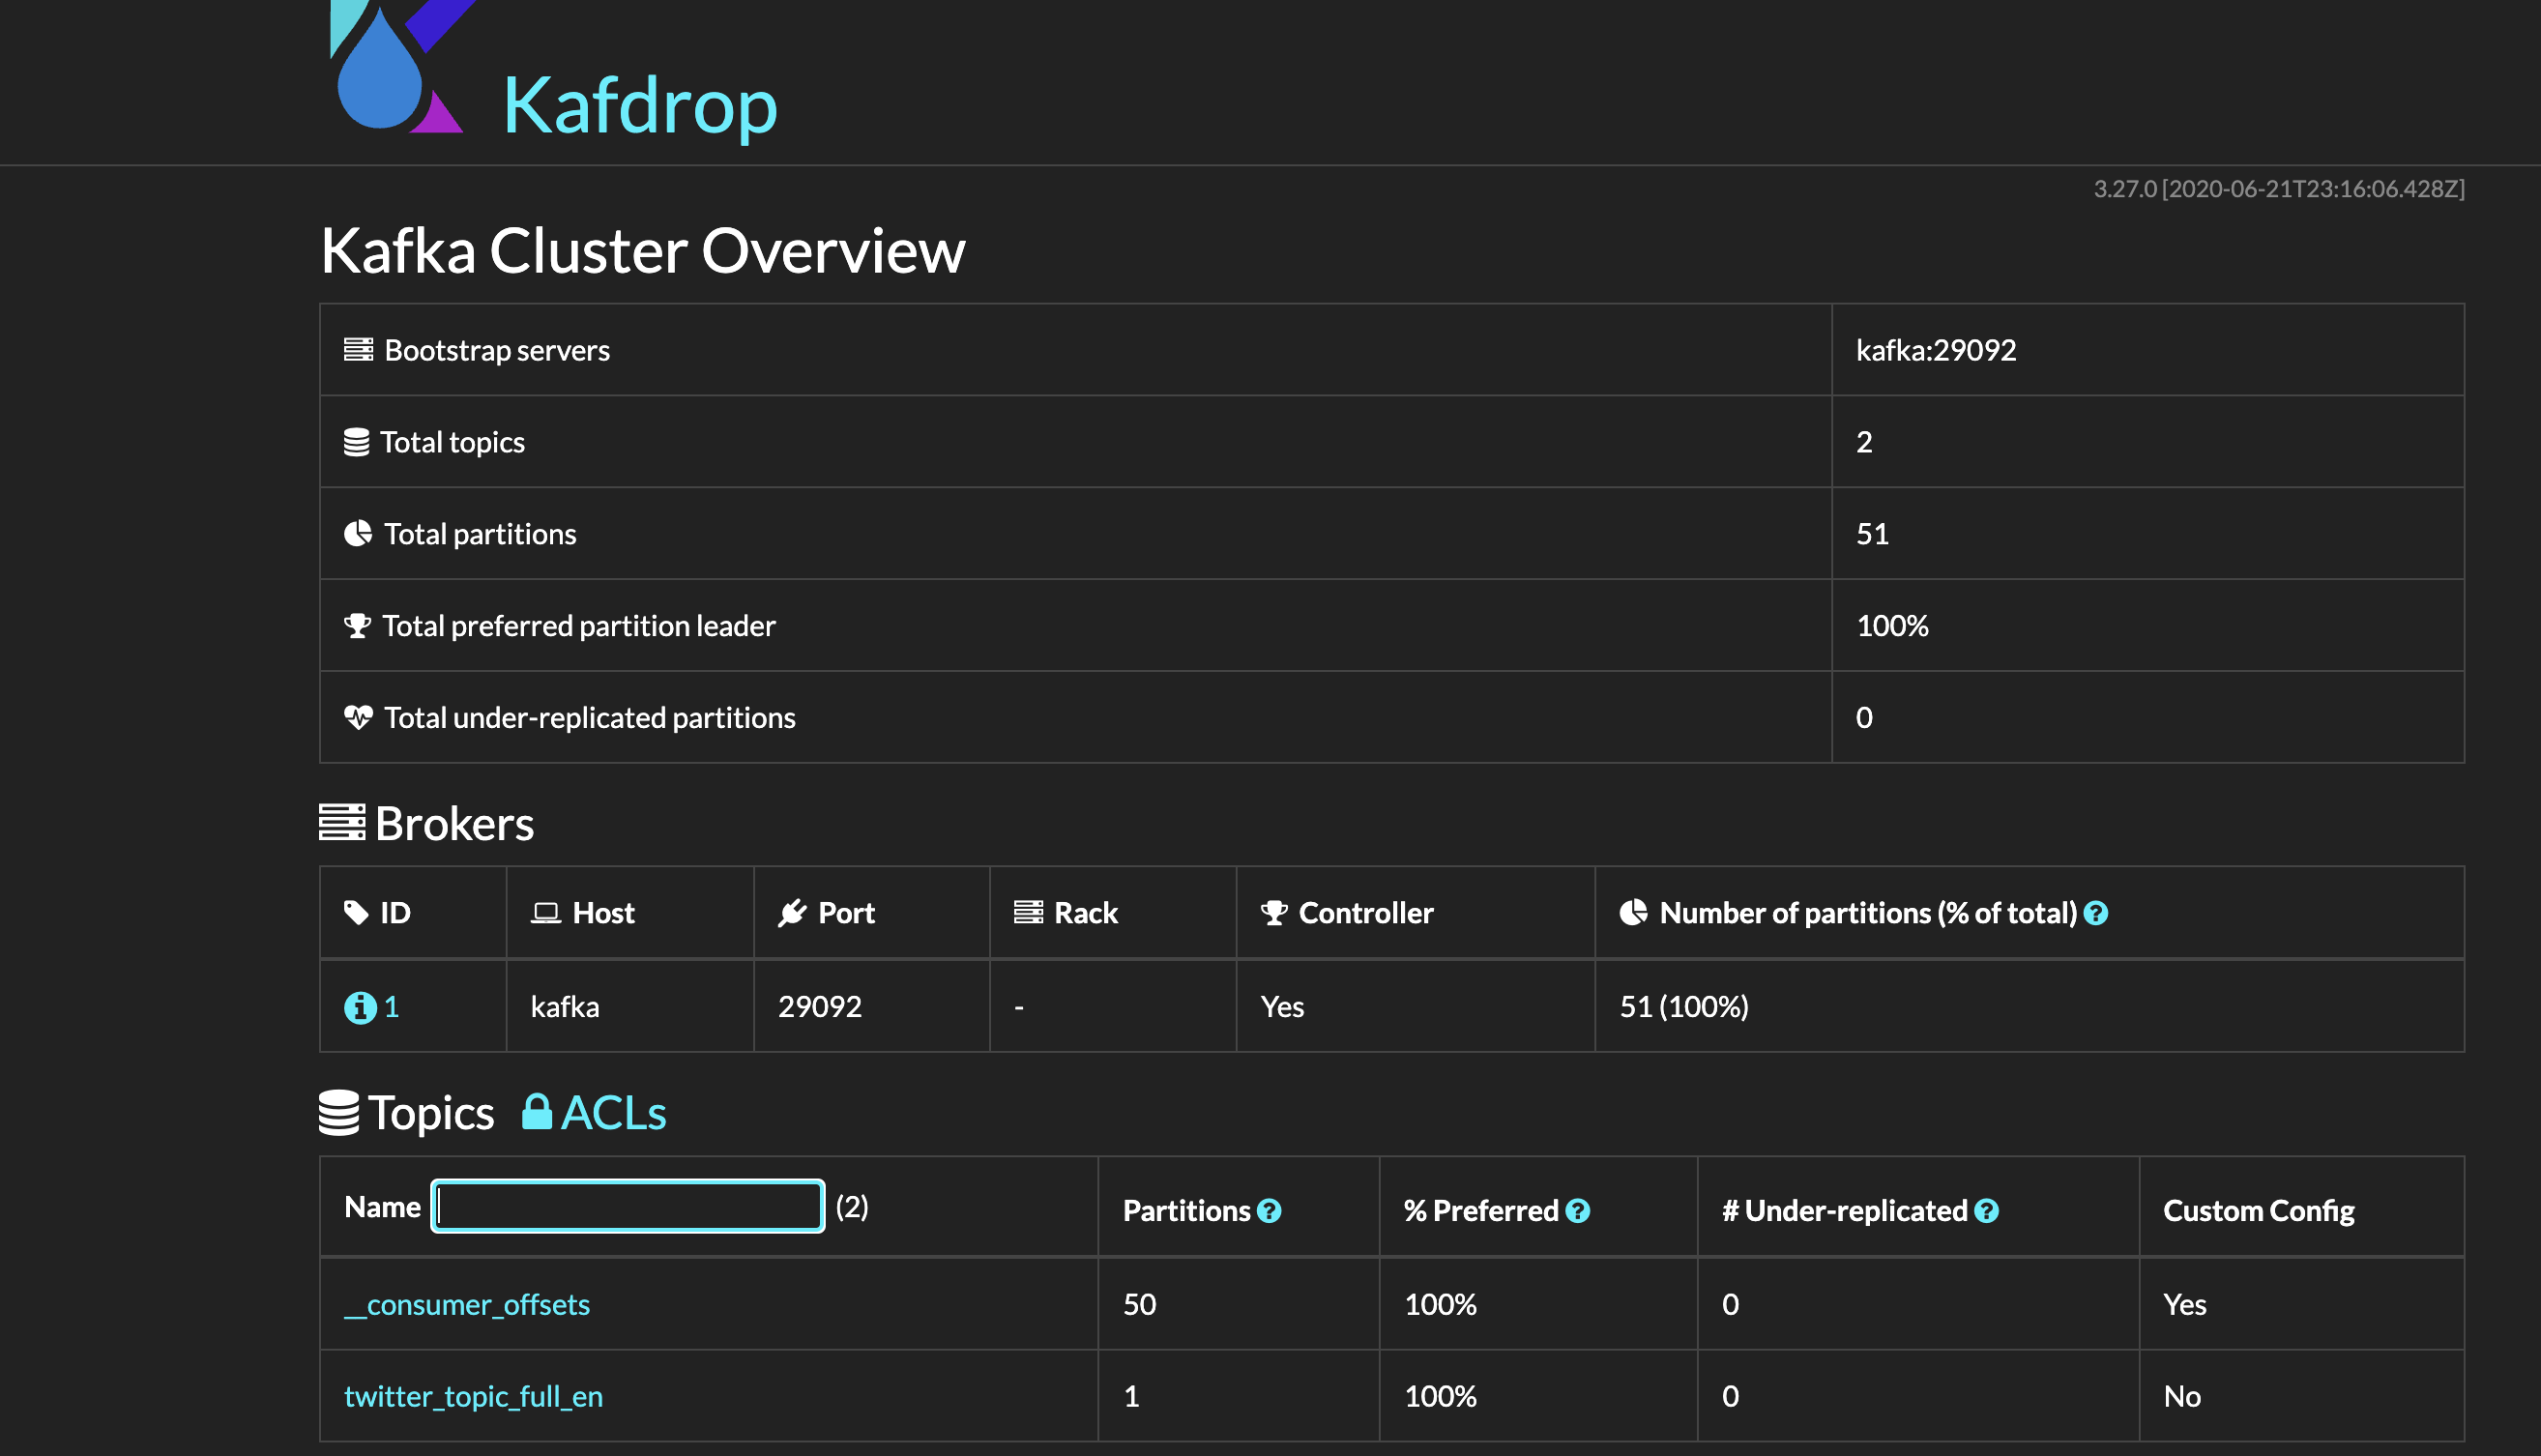 Kafdrop
3.27.0 [2020-06-21T23:16:06.428Z]
Kafka Cluster Overview
Bootstrap servers kafka:29092
Total topics 2
Total partitions 51
Total preferred partition leader 100%
Total under-replicated partitions 0
Brokers
ID Host Port Rack Controller Number of partitions (% of total) ?
1 kafka 29092 - Yes 51 (100%)
Topics ACLs
Name (2) Partitions ? % Preferred ? # Under-replicated ? Custom Config
__consumer_offsets 50 100% 0 Yes
twitter_topic_full_en 1 100% 0 No